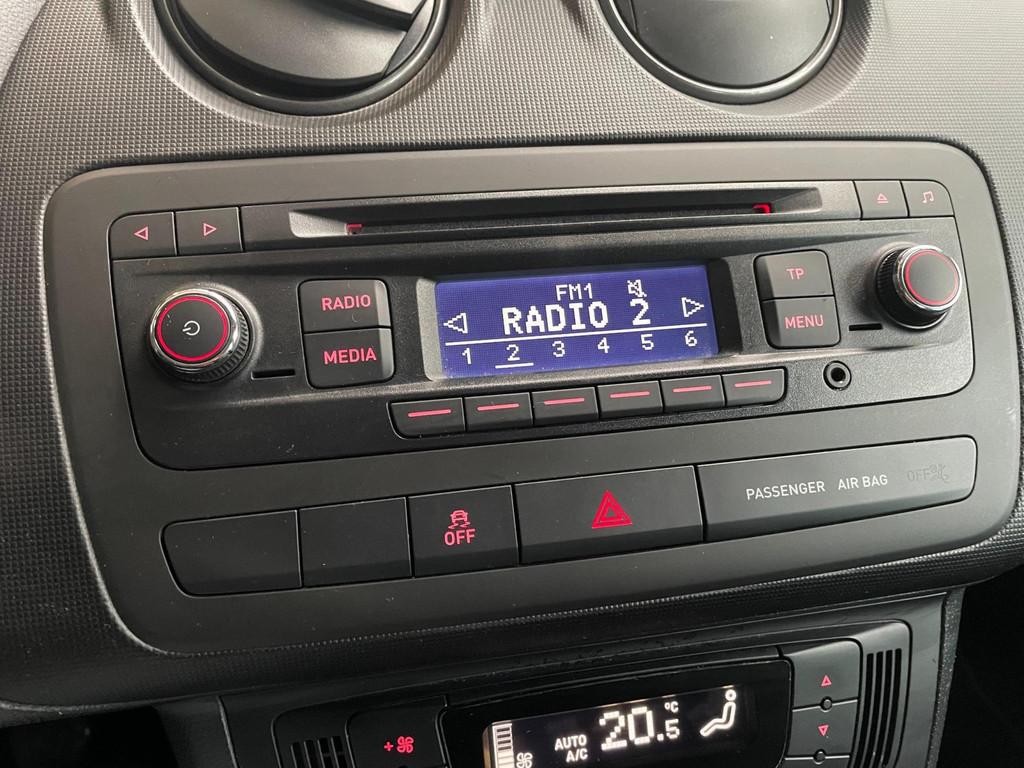 RADIO
MEDIA
FM1
RADIO 2
1 2 3 4 5 6
TP
MENU
OFF
PASSENGER AIR BAG OFF
AUTO
A/C
20.5 °C
+